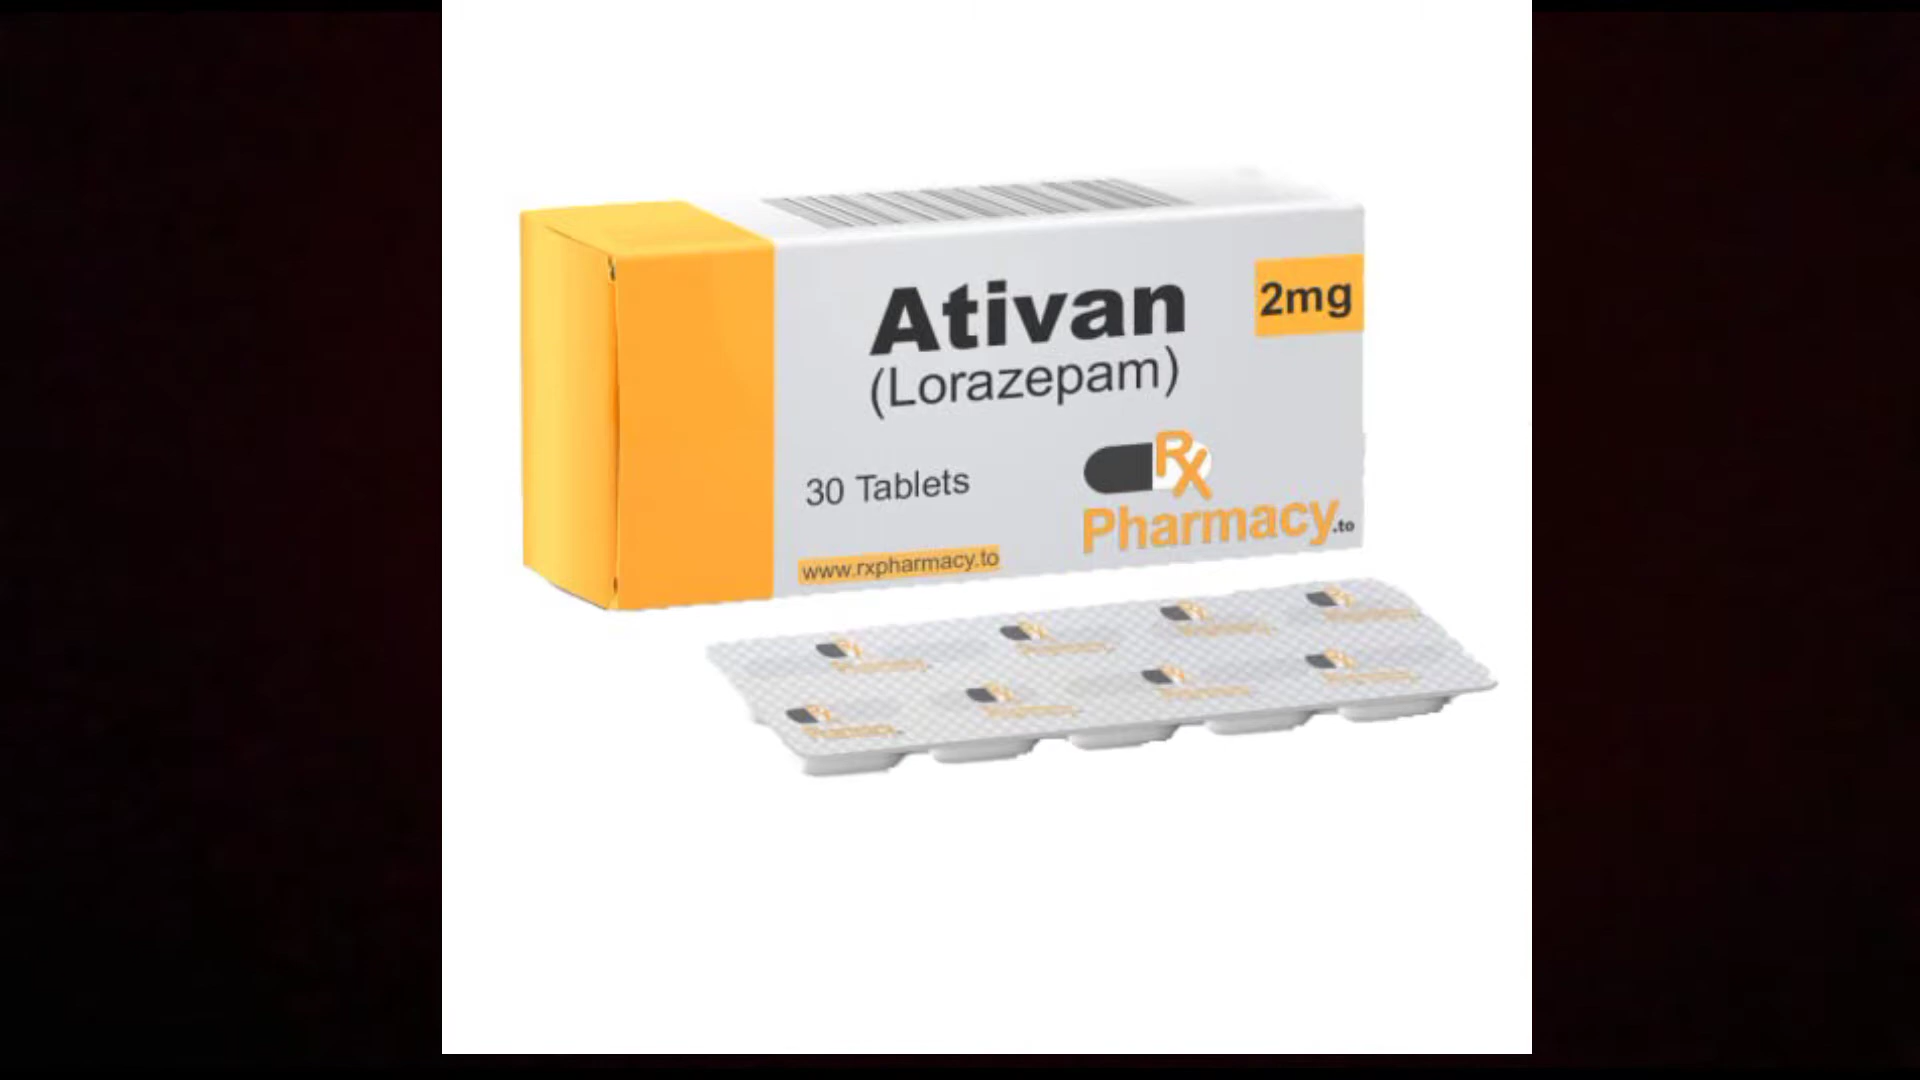 Ativan
(Lorazepam)
2mg
30 Tablets
Rx
Pharmacy.to
www.rxpharmacy.to